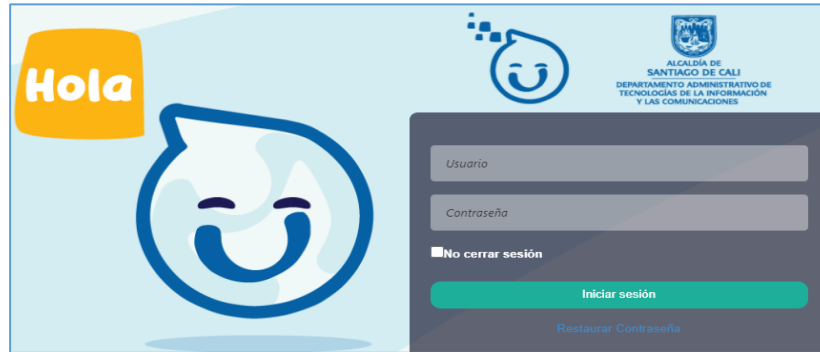 Hola
ALCALDÍA DE
SANTIAGO DE CALI
DEPARTAMENTO ADMINISTRATIVO DE
TECNOLOGÍAS DE LA INFORMACIÓN
Y LAS COMUNICACIONES
Usuario
Contraseña
No cerrar sesión
Iniciar sesión
Restaurar Contraseña